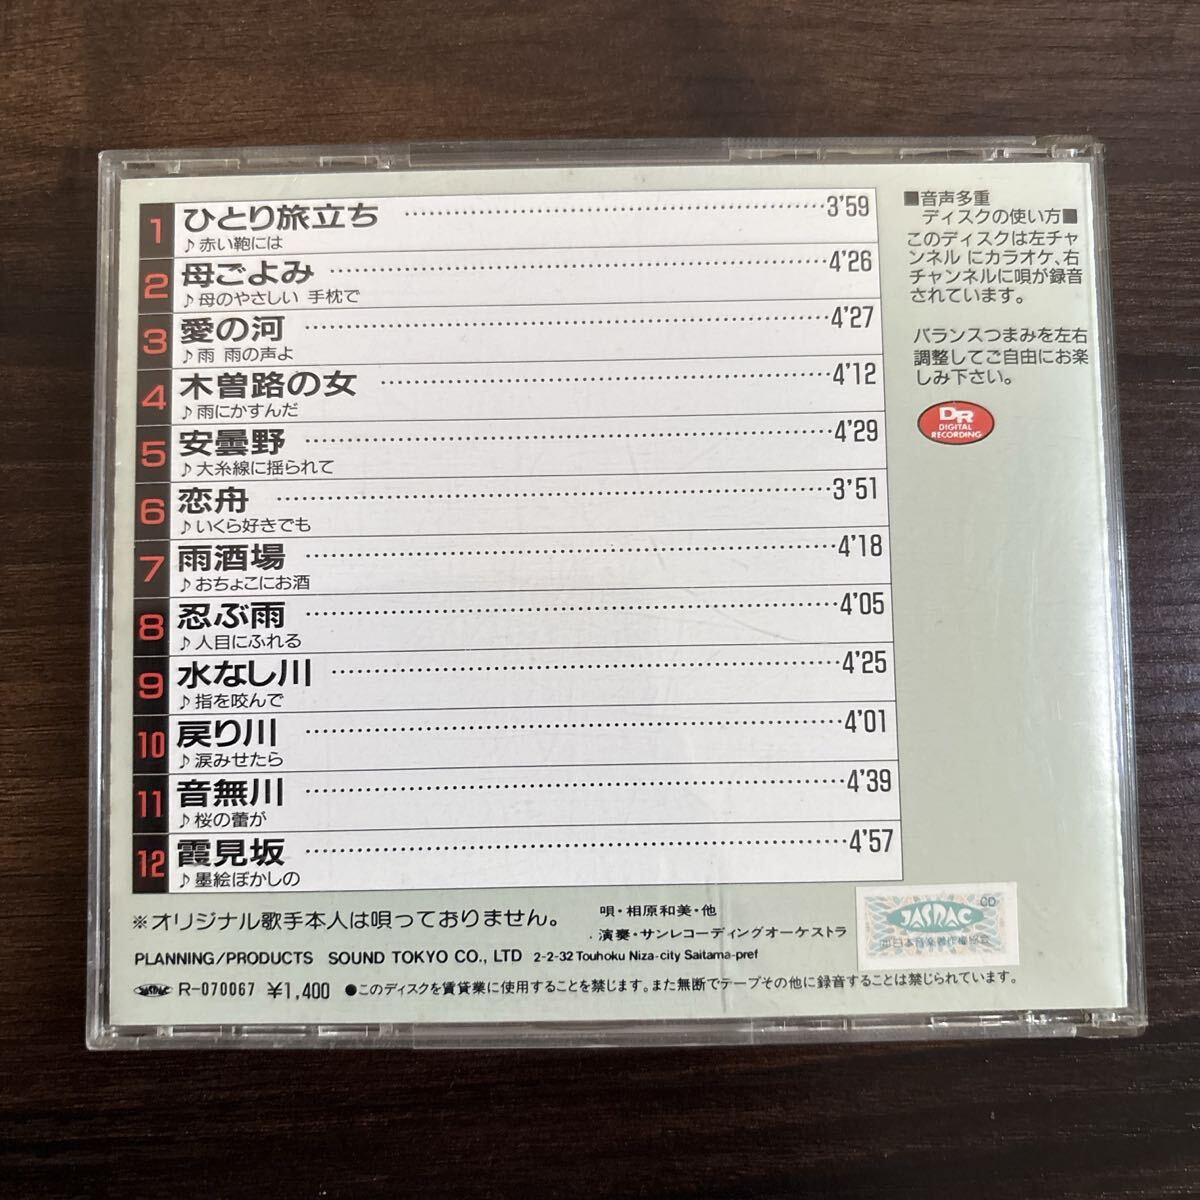 1 ひとり旅立ち 3'59
♪赤い鞄には
2 母ごよみ 4'26
♪母のやさしい 手枕で
3 愛の河 4'27
♪雨 雨の声よ
4 木曽路の女 4'12
♪雨にかすんだ
5 安曇野 4'29
♪大糸線に揺られて
6 恋舟 3'51
♪いくら好きでも
7 雨酒場 4'18
♪おちょこにお酒
8 忍ぶ雨 4'05
♪人目にふれる
9 水なし川 4'25
♪指を咬んで
10 戻り川 4'01
♪涙みせたら
11 音無川 4'39
♪桜の蕾が
12 霞見坂 4'57
♪墨絵ぼかしの
■音声多重
ディスクの使い方■
このディスクは左チャ
ンネル にカラオケ、右
チャンネルに唄が録音
されています。
バランスつまみを左右
調整してご自由にお楽
しみ下さい。
DR
DIGITAL
RECORDING
※オリジナル歌手本人は唄っておりません。
唄・相原和美・他
演奏・サンレコーディングオーケストラ
JASRAC
CD
PLANNING/PRODUCTS SOUND TOKYO CO., LTD 2-2-32 Touhoku Niza-city Saitama-pref
JASRAC R-070067 ¥1,400 ●このディスクを賃貸業に使用することを禁じます。また無断でテープその他に録音することは禁じられています。